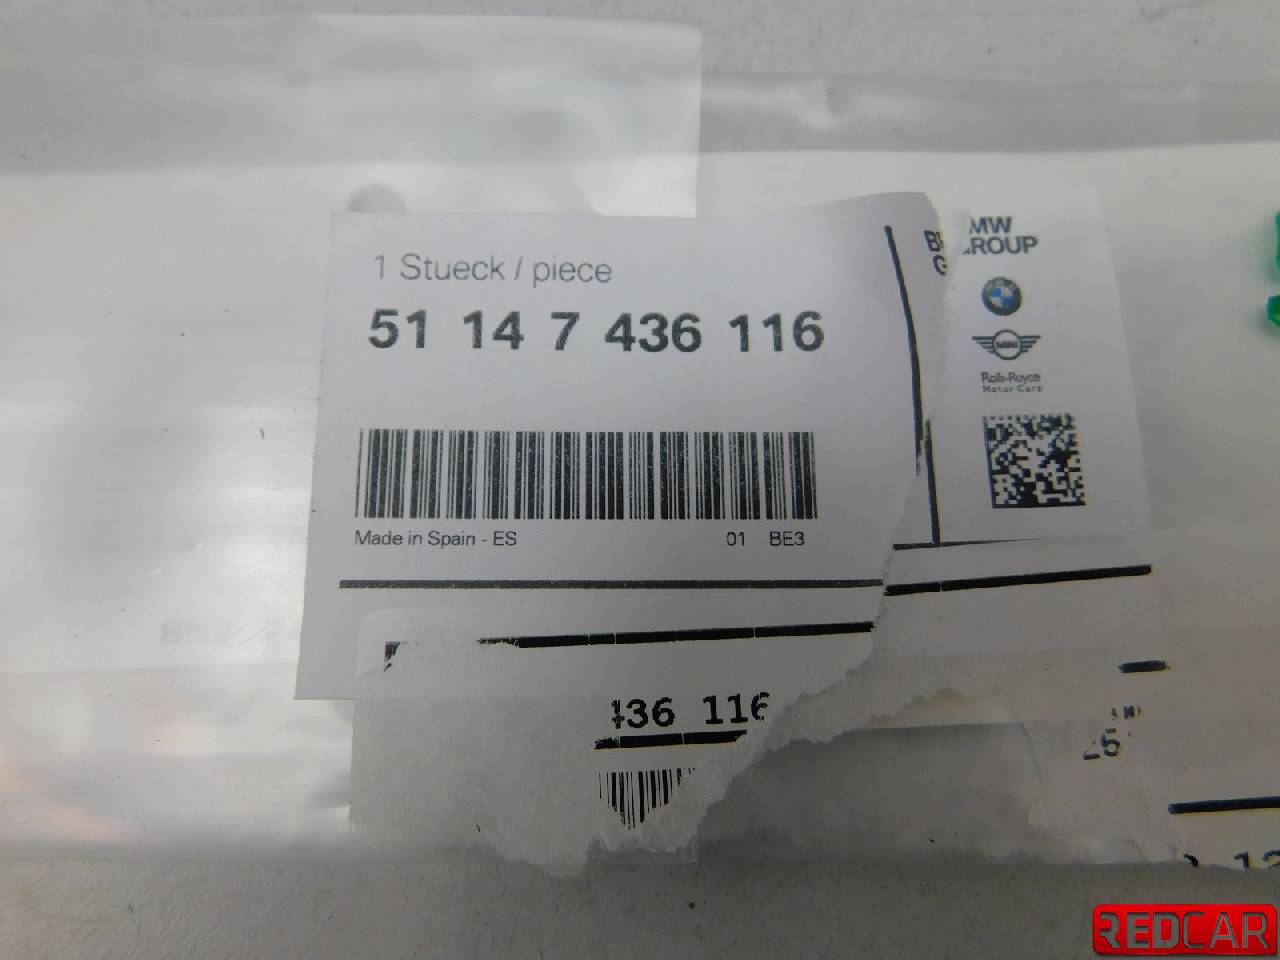 1 Stueck / piece
51 14 7 436 116
Made in Spain - ES 01 BE3
MW
GROUP
MINI
Rolls-Royce
Motor Cars
436 116
REDCAR